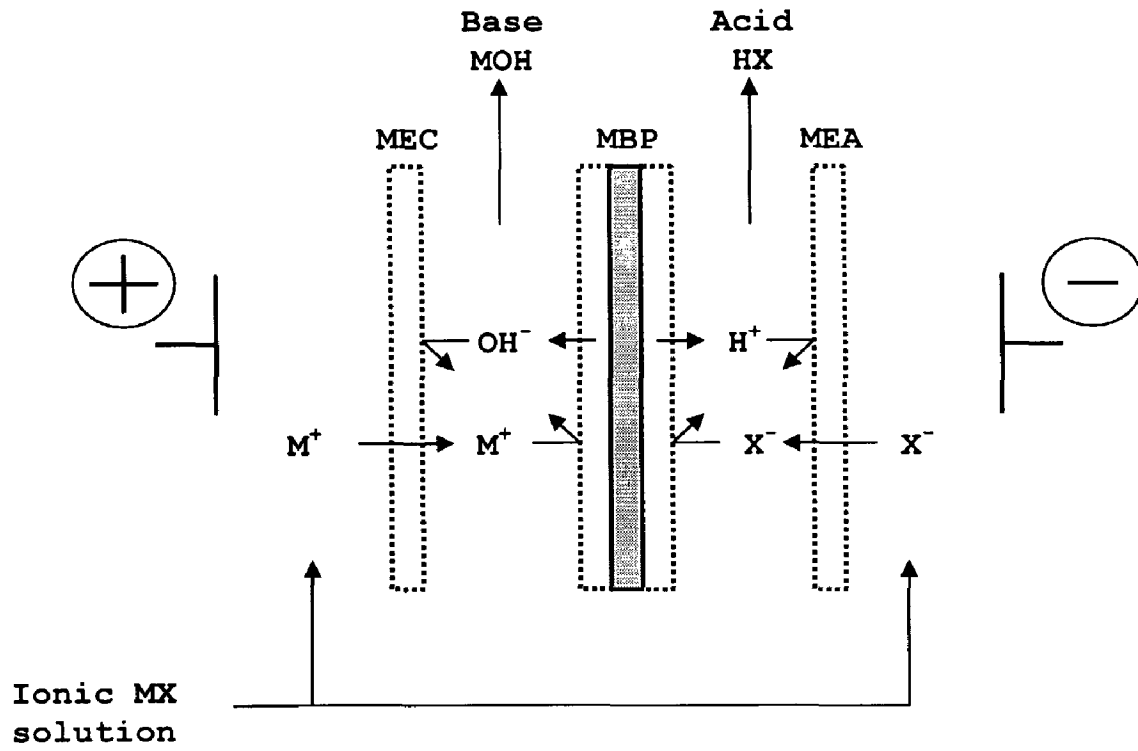 Base
MOH
Acid
HX
MEC
MBP
MEA
+
−
OH⁻
H⁺
M⁺
M⁺
X⁻
X⁻
Ionic MX
solution